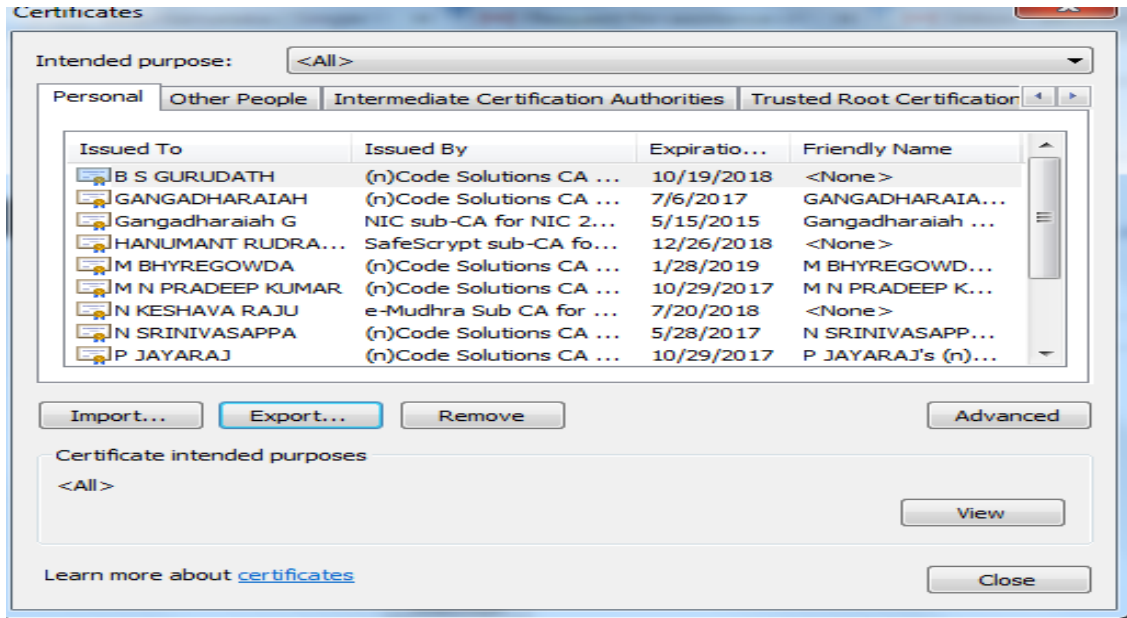 Certificates
Intended purpose: <All>
Personal Other People Intermediate Certification Authorities Trusted Root Certification
Issued To Issued By Expiratio... Friendly Name
B S GURUDATH (n)Code Solutions CA ... 10/19/2018 <None>
GANGADHARAIAH (n)Code Solutions CA ... 7/6/2017 GANGADHARAIA...
Gangadharaiah G NIC sub-CA for NIC 2... 5/15/2015 Gangadharaiah ...
HANUMANT RUDRA... SafeScrypt sub-CA fo... 12/26/2018 <None>
M BHYREGOWDA (n)Code Solutions CA ... 1/28/2019 M BHYREGOWD...
M N PRADEEP KUMAR (n)Code Solutions CA ... 10/29/2017 M N PRADEEP K...
N KESHAVA RAJU e-Mudhra Sub CA for ... 7/20/2018 <None>
N SRINIVASAPPA (n)Code Solutions CA ... 5/28/2017 N SRINIVASAPP...
P JAYARAJ (n)Code Solutions CA ... 10/29/2017 P JAYARAJ's (n)...
Import... Export... Remove Advanced
Certificate intended purposes
<All>
View
Learn more about certificates
Close